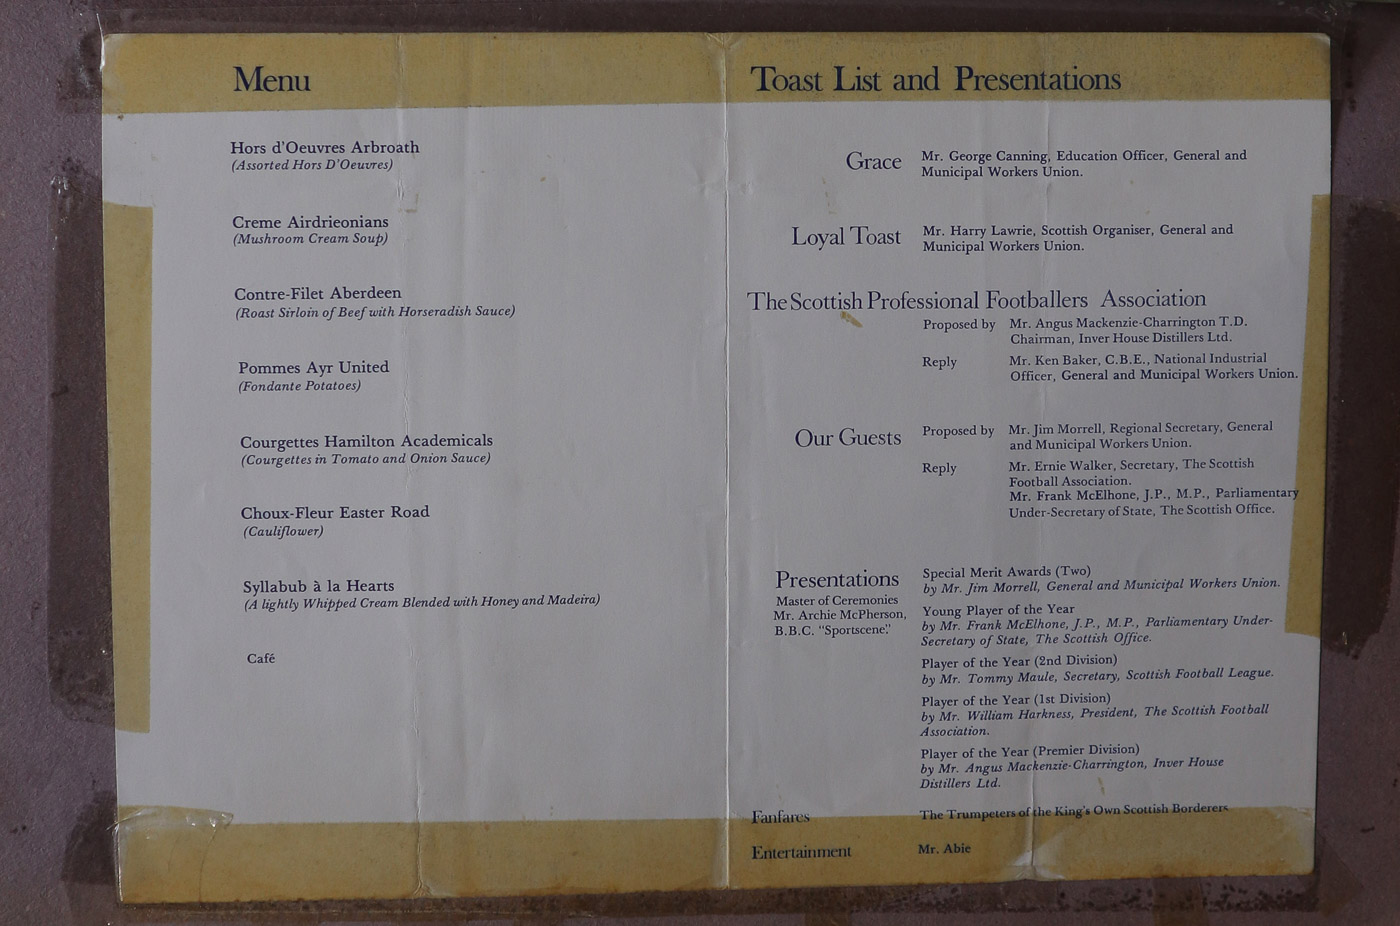 Menu
Hors d'Oeuvres Arbroath
(Assorted Hors D'Oeuvres)
Creme Airdrieonians
(Mushroom Cream Soup)
Contre-Filet Aberdeen
(Roast Sirloin of Beef with Horseradish Sauce)
Pommes Ayr United
(Fondante Potatoes)
Courgettes Hamilton Academicals
(Courgettes in Tomato and Onion Sauce)
Choux-Fleur Easter Road
(Cauliflower)
Syllabub à la Hearts
(A lightly Whipped Cream Blended with Honey and Madeira)
Café
Toast List and Presentations
Grace
Mr. George Canning, Education Officer, General and
Municipal Workers Union.
Loyal Toast
Mr. Harry Lawrie, Scottish Organiser, General and
Municipal Workers Union.
The Scottish Professional Footballers Association
Proposed by Mr. Angus Mackenzie-Charrington T.D.
Chairman, Inver House Distillers Ltd.
Reply Mr. Ken Baker, C.B.E., National Industrial
Officer, General and Municipal Workers Union.
Our Guests
Proposed by Mr. Jim Morrell, Regional Secretary, General
and Municipal Workers Union.
Reply Mr. Ernie Walker, Secretary, The Scottish
Football Association.
Mr. Frank McElhone, J.P., M.P., Parliamentary
Under-Secretary of State, The Scottish Office.
Presentations
Master of Ceremonies
Mr. Archie McPherson,
B.B.C. "Sportscene."
Special Merit Awards (Two)
by Mr. Jim Morrell, General and Municipal Workers Union.
Young Player of the Year
by Mr. Frank McElhone, J.P., M.P., Parliamentary Under-
Secretary of State, The Scottish Office.
Player of the Year (2nd Division)
by Mr. Tommy Maule, Secretary, Scottish Football League.
Player of the Year (1st Division)
by Mr. William Harkness, President, The Scottish Football
Association.
Player of the Year (Premier Division)
by Mr. Angus Mackenzie-Charrington, Inver House
Distillers Ltd.
Fanfares The Trumpeters of the King's Own Scottish Borderers
Entertainment Mr. Abie